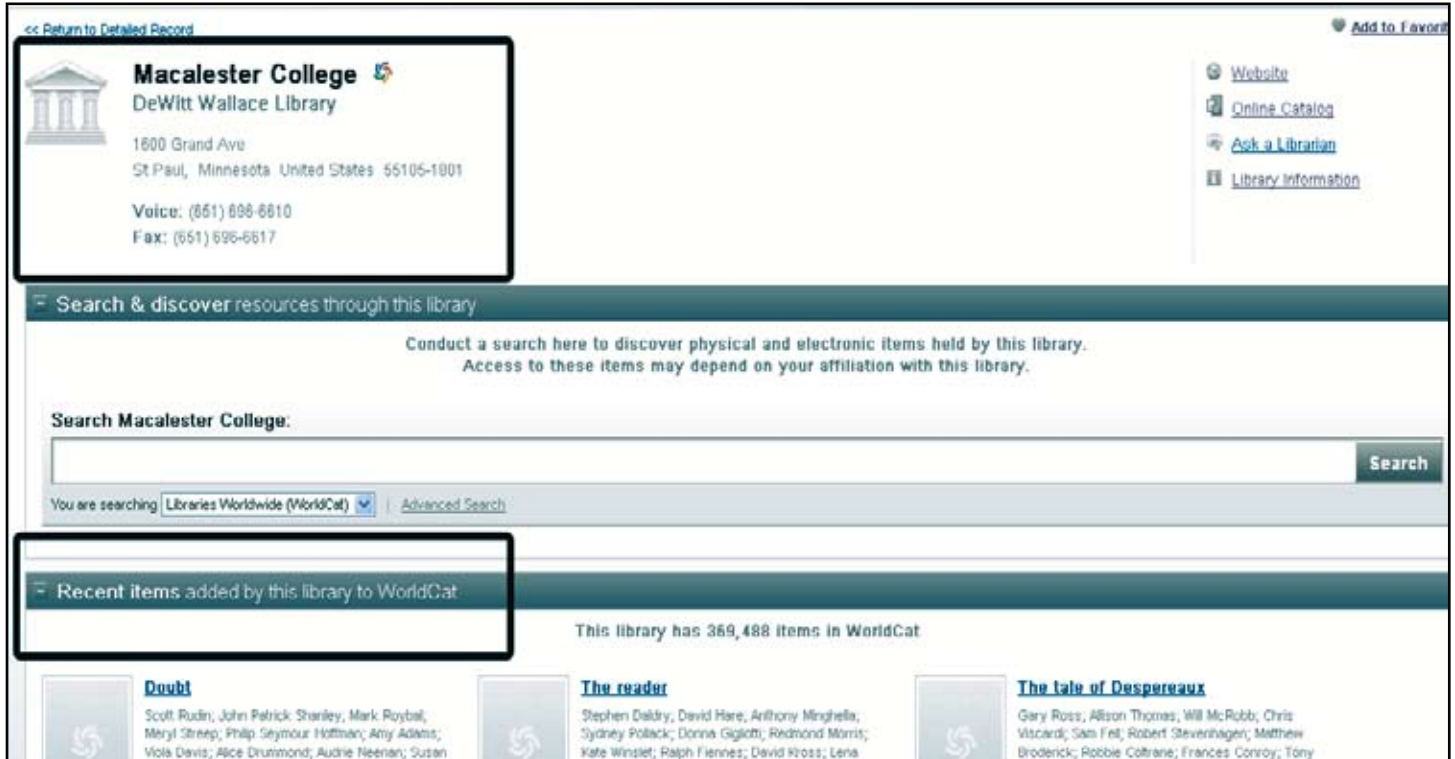 << Return to Detailed Record
Add to Favorit
Macalester College
DeWitt Wallace Library
1600 Grand Ave
St Paul, Minnesota United States 55105-1801
Voice: (651) 696-6610
Fax: (651) 696-6617
Website
Online Catalog
Ask a Librarian
Library Information
Search & discover resources through this library
Conduct a search here to discover physical and electronic items held by this library.
Access to these items may depend on your affiliation with this library.
Search Macalester College:
Search
You are searching Libraries Worldwide (WorldCat) | Advanced Search
Recent items added by this library to WorldCat
This library has 369,488 items in WorldCat
Doubt
Scott Rudin; John Patrick Shanley; Mark Roybal;
Meryl Streep; Philip Seymour Hoffman; Amy Adams;
Viola Davis; Alice Drummond; Audrie Neenan; Susan
The reader
Stephen Daldry; David Hare; Anthony Minghella;
Sydney Pollack; Donna Gigliotti; Redmond Morris;
Kate Winslet; Ralph Fiennes; David Kross; Lena
The tale of Despereaux
Gary Ross; Allison Thomas; Will McRobb; Chris
Viscardi; Sam Fell; Robert Stevenhagen; Matthew
Broderick; Robbie Coltrane; Frances Conroy; Tony